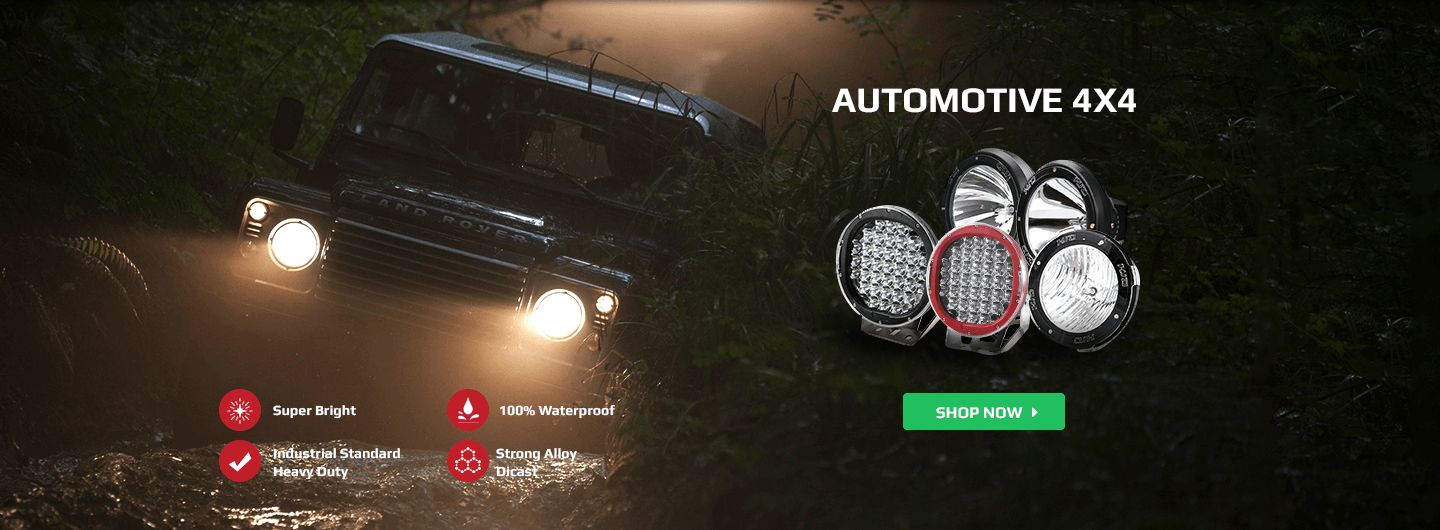 LAND ROVER
AUTOMOTIVE 4X4
SHOP NOW
Super Bright
100% Waterproof
Industrial Standard
Heavy Duty
Strong Alloy
Dicast